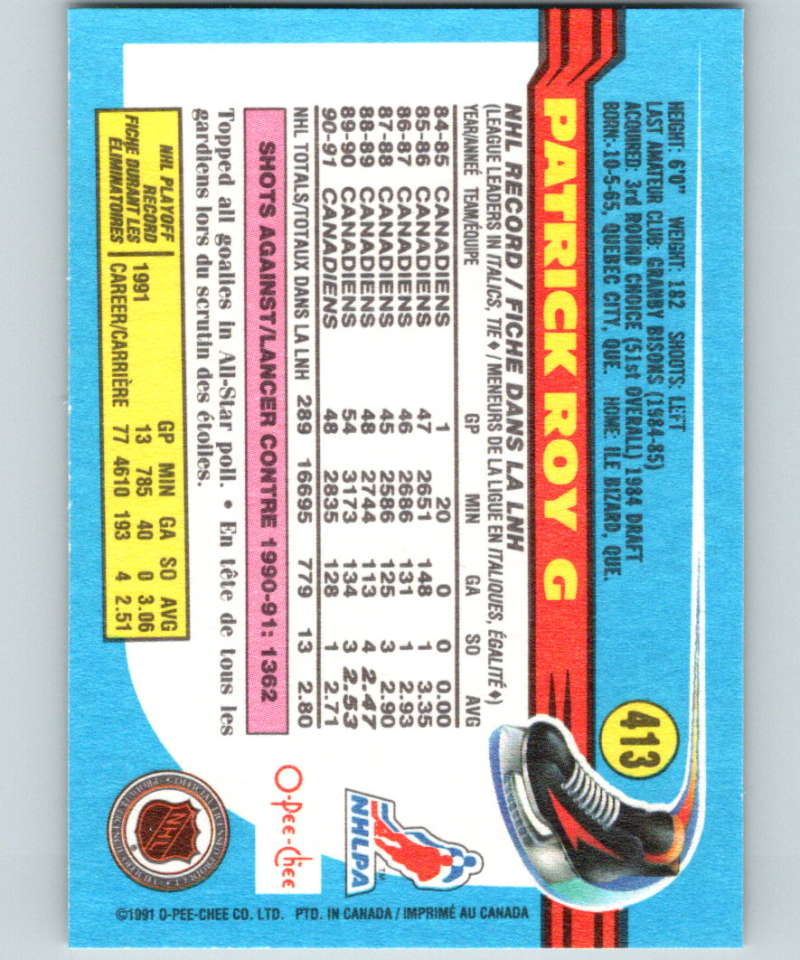 HEIGHT: 6'0" WEIGHT: 182 SHOOTS: LEFT
LAST AMATEUR CLUB: GRANBY BISONS (1984-85)
ACQUIRED: 3rd ROUND CHOICE (51st OVERALL) 1984 DRAFT
BORN: 10-5-65, QUEBEC CITY, QUE. HOME: ILE BIZARD, QUE.
413
PATRICK ROY G
NHL RECORD / FICHE DANS LA LNH
(LEAGUE LEADERS IN ITALICS, TIE ♦ / MENEURS DE LA LIGUE EN ITALIQUES, ÉGALITÉ ♦)
YEAR/ANNÉE TEAM/ÉQUIPE GP MIN GA SO AVG
84-85 CANADIENS 1 20 0 0 0.00
85-86 CANADIENS 47 2651 148 1 3.35
86-87 CANADIENS 46 2686 131 1 2.93
87-88 CANADIENS 45 2586 125 3 2.90
88-89 CANADIENS 48 2744 113 4 2.47
89-90 CANADIENS 54 3173 134 3 2.53
90-91 CANADIENS 48 2835 128 1 2.71
NHL TOTALS/TOTAUX DANS LA LNH 289 16695 779 13 2.80
SHOTS AGAINST/LANCER CONTRE 1990-91: 1362
Topped all goalies in All-Star poll. • En tête de tous les
gardiens lors du scrutin des étoiles.
NHL PLAYOFF
RECORD
FICHE DURANT LES
ÉLIMINATOIRES
GP MIN GA SO AVG
1991 13 785 40 0 3.06
CAREER/CARRIÈRE 77 4610 193 4 2.51
NHLPA
TM
O-Pee-Chee
NHL
©1991 O-PEE-CHEE CO. LTD. PTD. IN CANADA / IMPRIMÉ AU CANADA